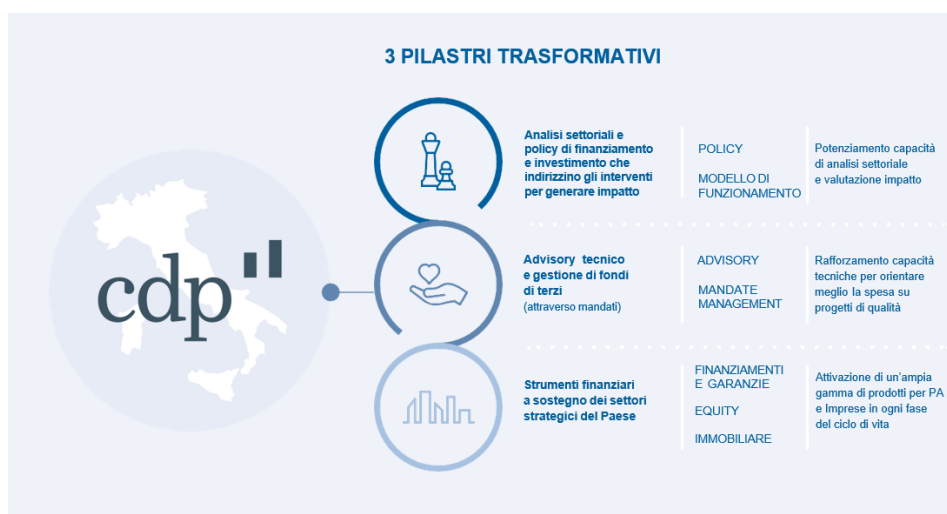 3 PILASTRI TRASFORMATIVI
cdp
Analisi settoriali e
policy di finanziamento
e investimento che
indirizzino gli interventi
per generare impatto
POLICY
MODELLO DI
FUNZIONAMENTO
Potenziamento capacità
di analisi settoriale
e valutazione impatto
Advisory tecnico
e gestione di fondi
di terzi
(attraverso mandati)
ADVISORY
MANDATE
MANAGEMENT
Rafforzamento capacità
tecniche per orientare
meglio la spesa su
progetti di qualità
Strumenti finanziari
a sostegno dei settori
strategici del Paese
FINANZIAMENTI
E GARANZIE
EQUITY
IMMOBILIARE
Attivazione di un'ampia
gamma di prodotti per PA
e Imprese in ogni fase
del ciclo di vita